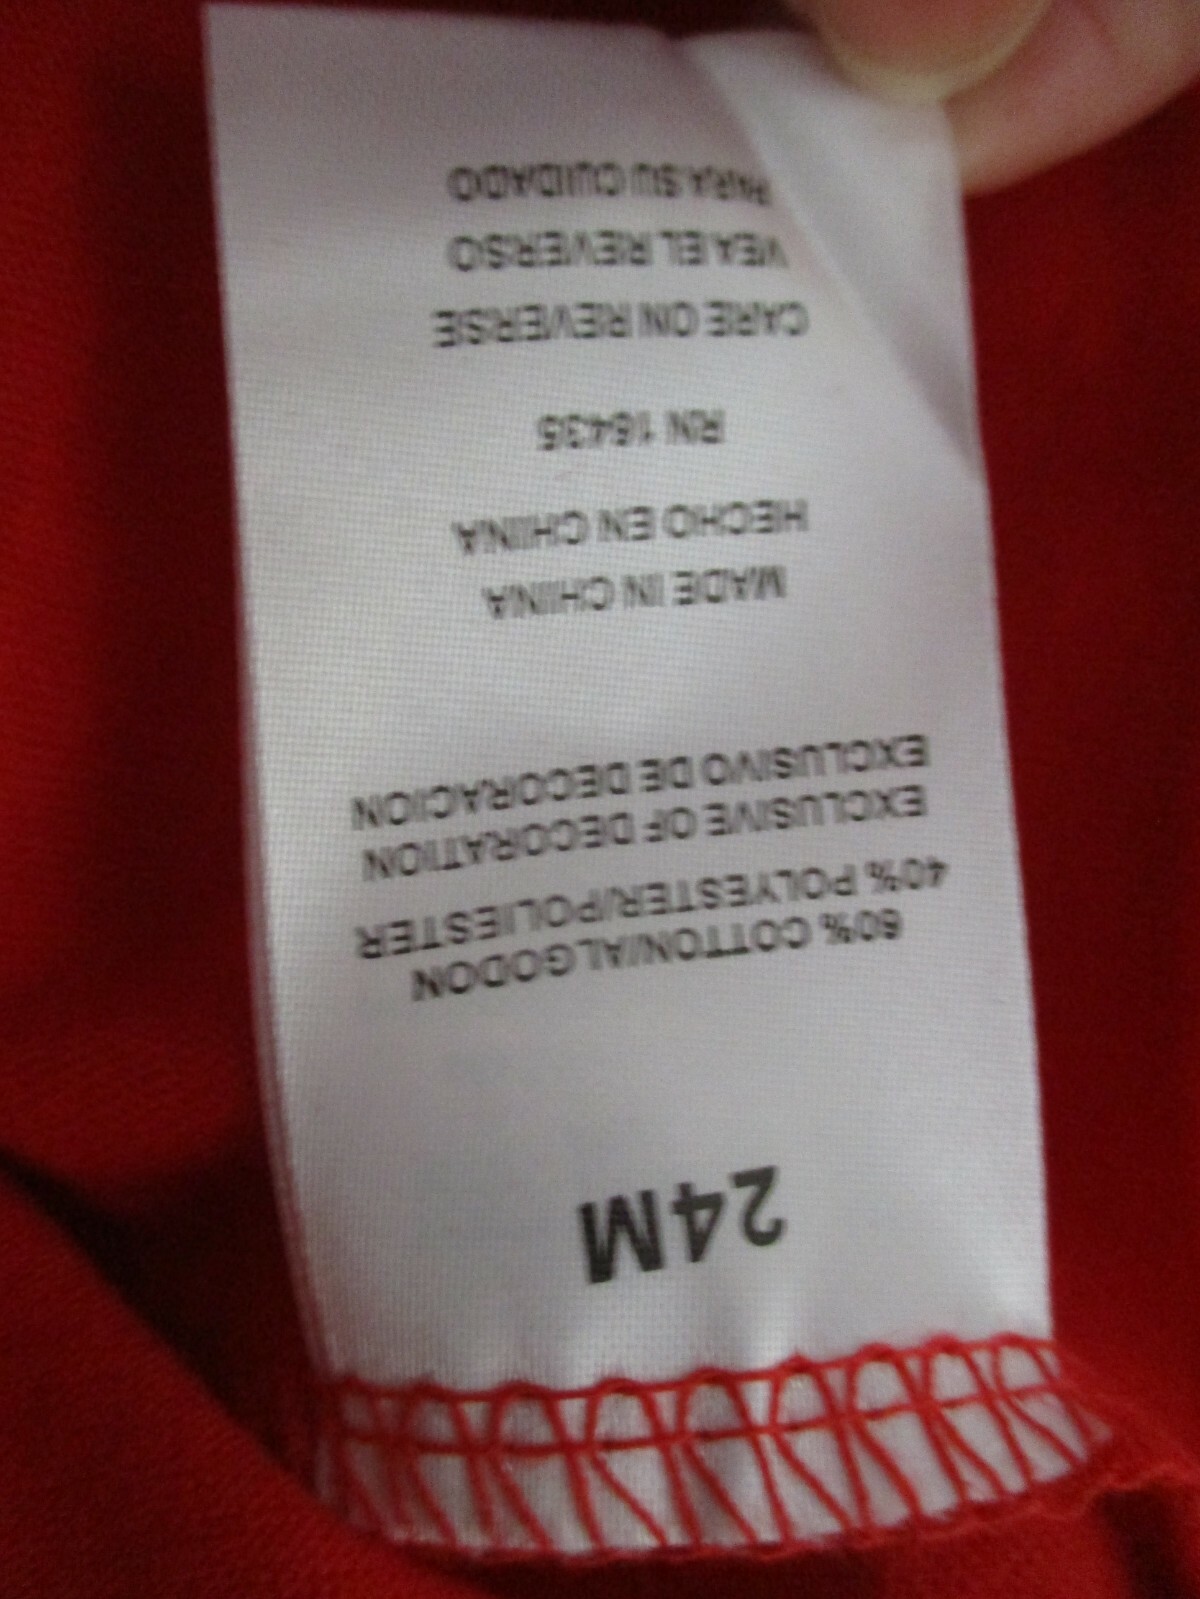 24M
60% COTTON/ALGODON
40% POLYESTER/POLIESTER
EXCLUSIVE OF DECORATION
EXCLUSIVO DE DECORACION
MADE IN CHINA
HECHO EN CHINA
RN 16435
CARE ON REVERSE
VEA EL REVERSO
PARA SU CUIDADO